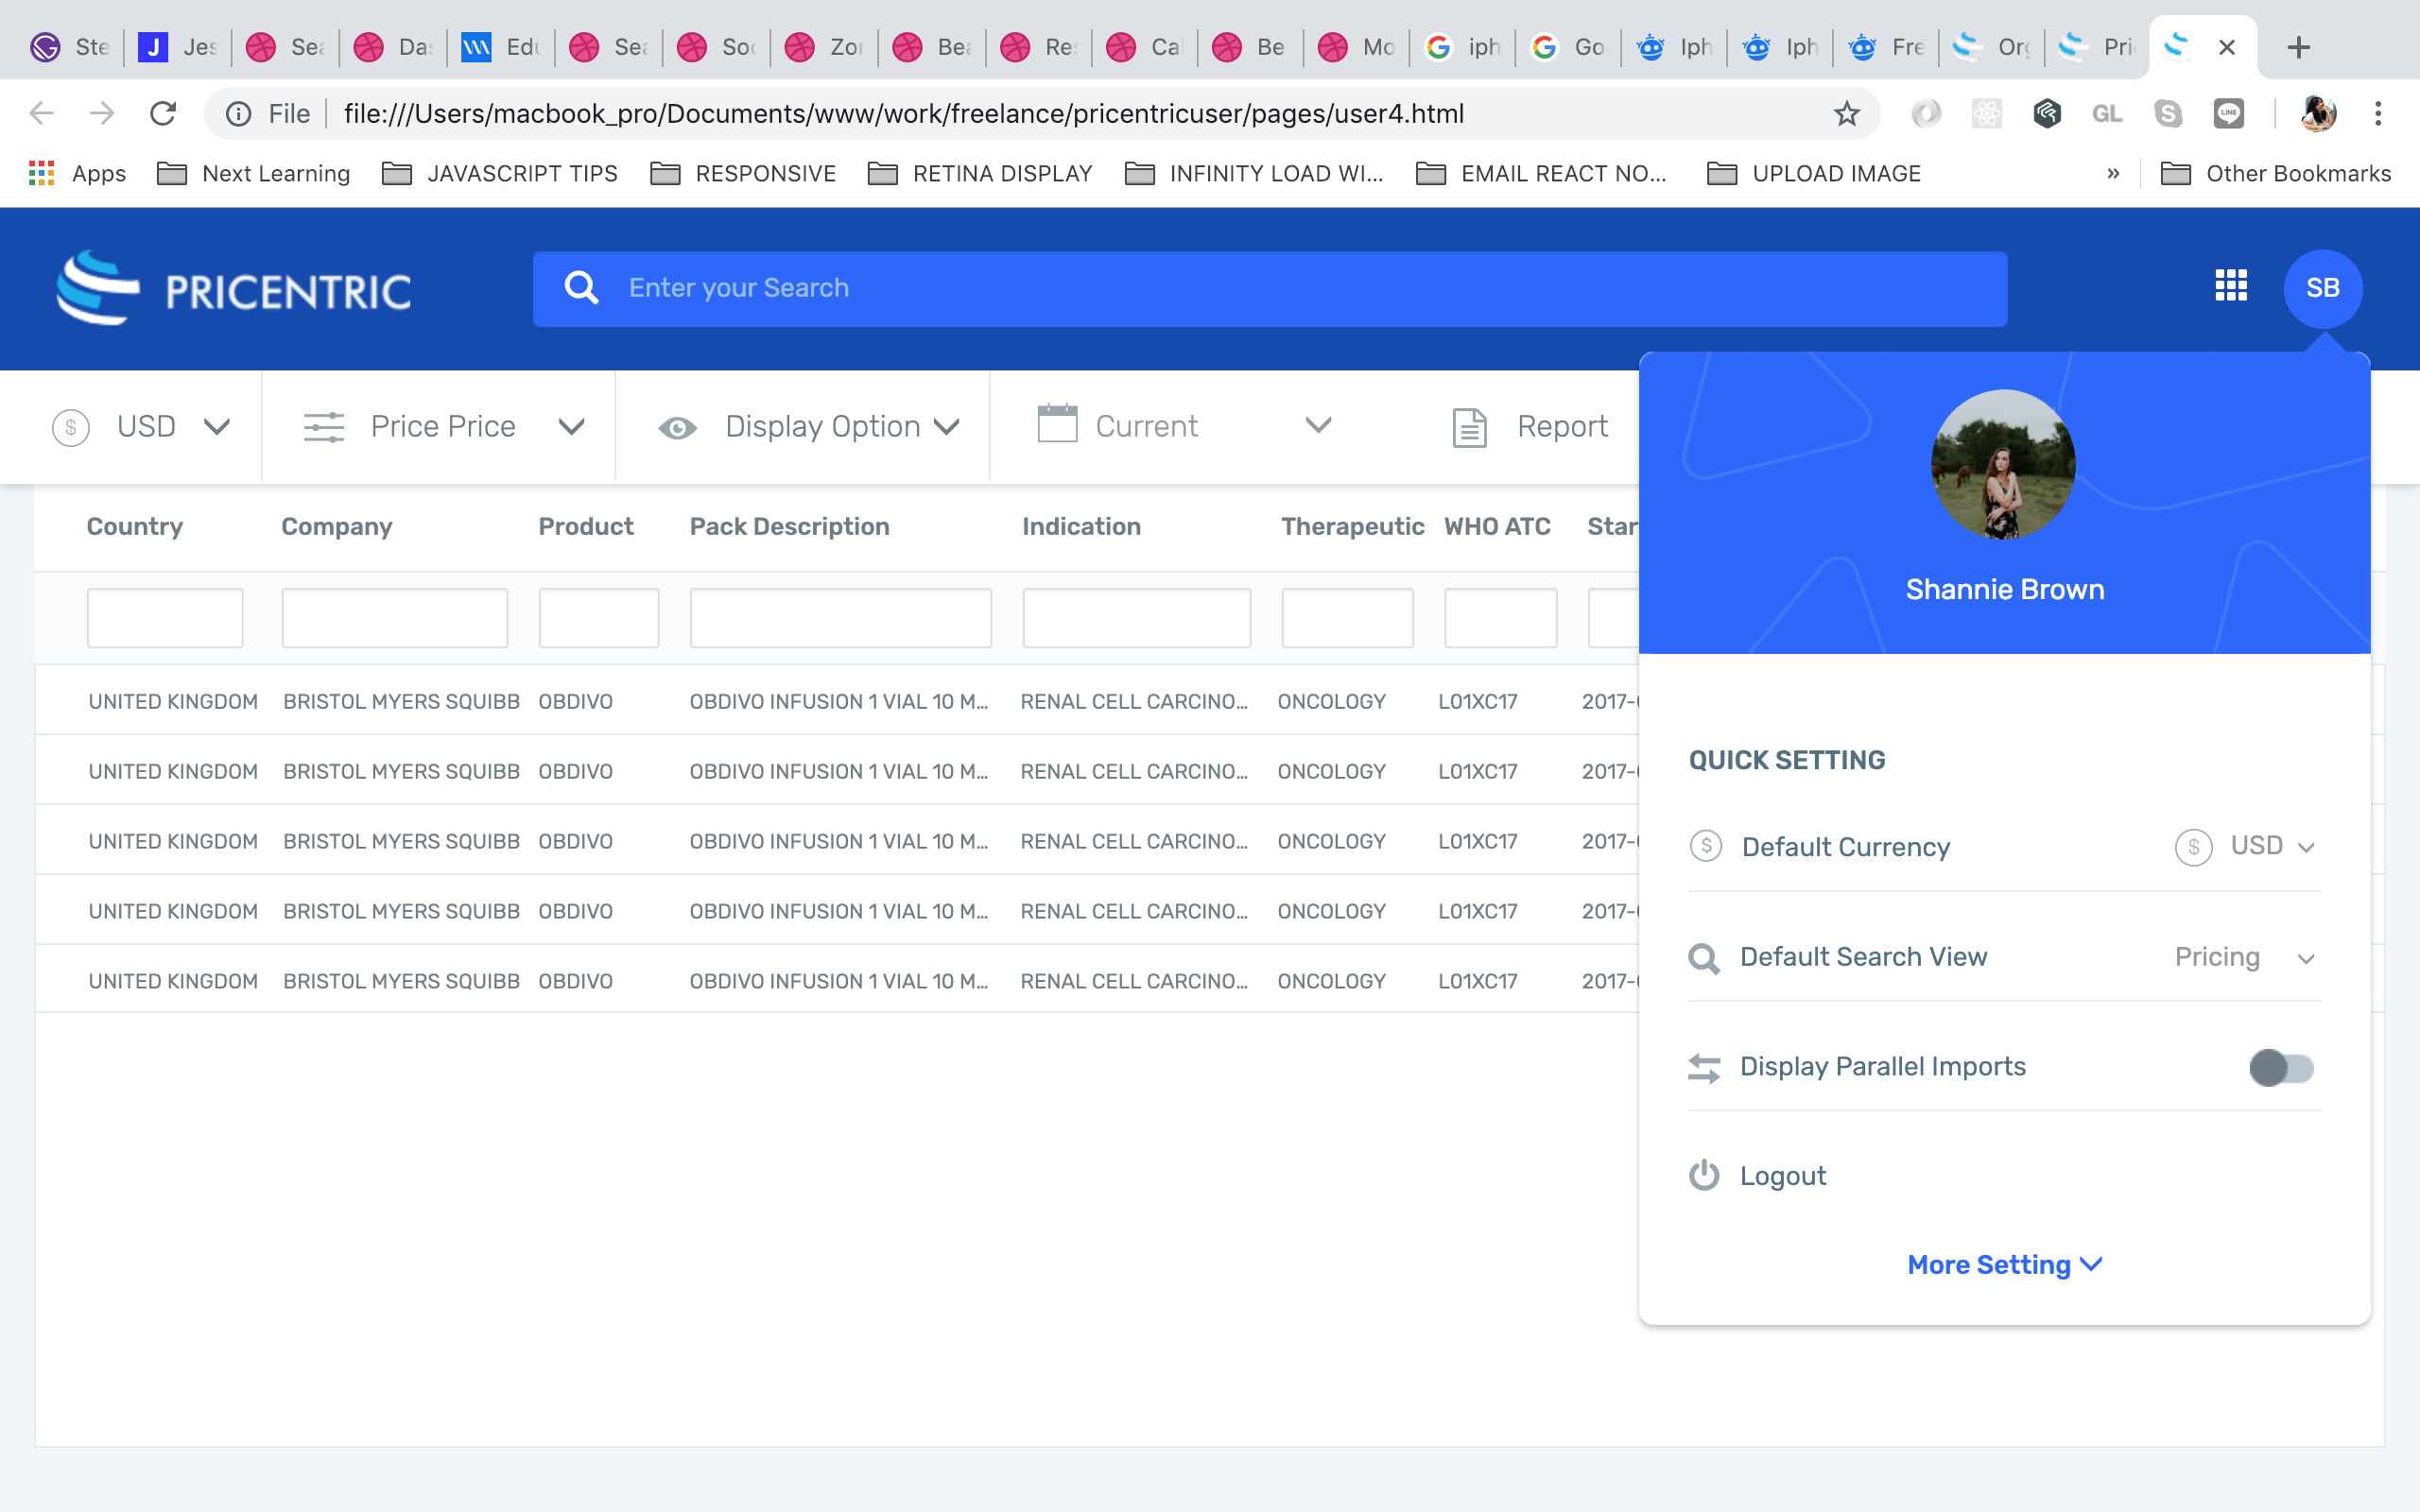 Ste Jes Sea Das Edu Sea Soc Zor Bea Res Cal Be Mo iph Go Iph Iph Fre Org Pri
File file:///Users/macbook_pro/Documents/www/work/freelance/pricentricuser/pages/user4.html
GL
LINE
Apps Next Learning JAVASCRIPT TIPS RESPONSIVE RETINA DISPLAY INFINITY LOAD WI... EMAIL REACT NO... UPLOAD IMAGE » Other Bookmarks
PRICENTRIC
Enter your Search
SB
USD Price Price Display Option Current Report
Country Company Product Pack Description Indication Therapeutic WHO ATC Star
UNITED KINGDOM BRISTOL MYERS SQUIBB OBDIVO OBDIVO INFUSION 1 VIAL 10 M... RENAL CELL CARCINO... ONCOLOGY L01XC17 2017-
UNITED KINGDOM BRISTOL MYERS SQUIBB OBDIVO OBDIVO INFUSION 1 VIAL 10 M... RENAL CELL CARCINO... ONCOLOGY L01XC17 2017-
UNITED KINGDOM BRISTOL MYERS SQUIBB OBDIVO OBDIVO INFUSION 1 VIAL 10 M... RENAL CELL CARCINO... ONCOLOGY L01XC17 2017-
UNITED KINGDOM BRISTOL MYERS SQUIBB OBDIVO OBDIVO INFUSION 1 VIAL 10 M... RENAL CELL CARCINO... ONCOLOGY L01XC17 2017-
UNITED KINGDOM BRISTOL MYERS SQUIBB OBDIVO OBDIVO INFUSION 1 VIAL 10 M... RENAL CELL CARCINO... ONCOLOGY L01XC17 2017-
Shannie Brown
QUICK SETTING
Default Currency USD
Default Search View Pricing
Display Parallel Imports
Logout
More Setting